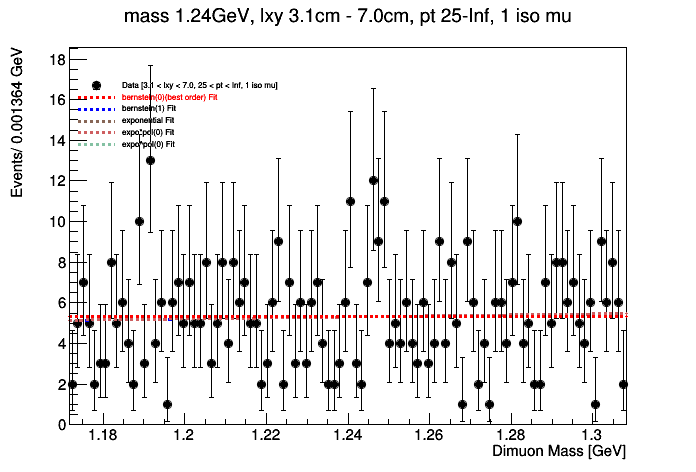 mass 1.24GeV, lxy 3.1cm - 7.0cm, pt 25-Inf, 1 iso mu
Events/ 0.001364 GeV
18
16
14
12
10
8
6
4
2
0
Data [3.1 < lxy < 7.0, 25 < pt < Inf, 1 iso mu]
bernstein(0)(best order) Fit
bernstein(1) Fit
exponential Fit
expo*pol(0) Fit
expo*pol(0) Fit
1.18 1.2 1.22 1.24 1.26 1.28 1.3
Dimuon Mass [GeV]